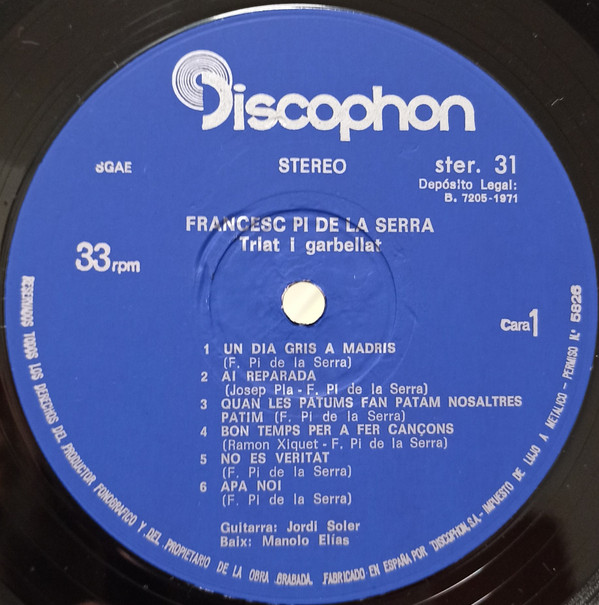 Discophon
SGAE
STEREO
ster. 31
Depósito Legal:
B. 7205-1971
FRANCESC PI DE LA SERRA
Triat i garbellat
33 rpm
Cara 1
1 UN DIA GRIS A MADRIS
(F. Pi de la Serra)
2 AI REPARADA
(Josep Pla - F. Pi de la Serra)
3 QUAN LES PATUMS FAN PATAM NOSALTRES
PATIM (F. Pi de la Serra)
4 BON TEMPS PER A FER CANÇONS
(Ramon Xiquet - F. Pi de la Serra)
5 NO ES VERITAT
(F. Pi de la Serra)
6 APA NOI
(F. Pi de la Serra)
Guitarra: Jordi Soler
Baix: Manolo Elías
RESERVADOS TODOS LOS DERECHOS DEL PRODUCTOR FONOGRAFICO Y DEL PROPIETARIO DE LA OBRA GRABADA. FABRICADO EN ESPAÑA POR DISCOPHON, S.A. - IMPUESTO DE LUJO A METALICO - PERMISO N.º 5826